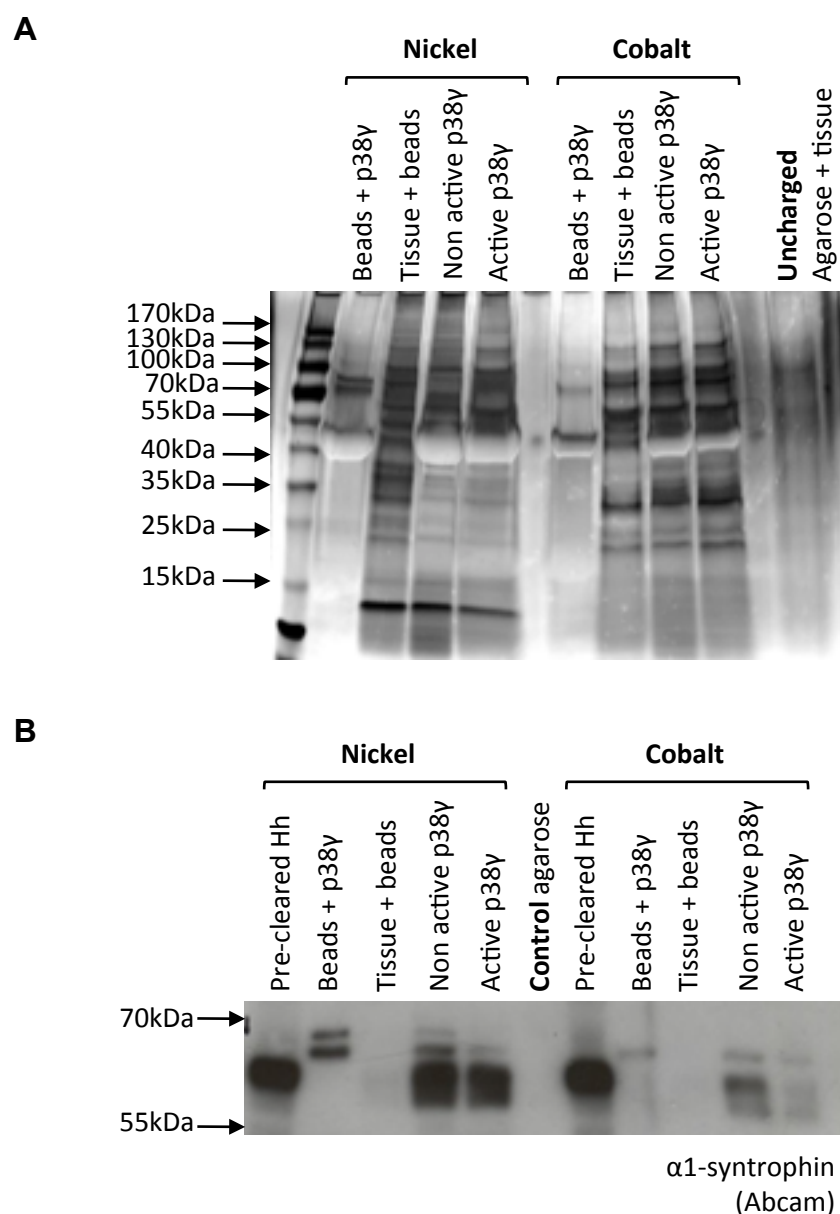 A
Nickel
Cobalt
Beads + p38γ
Tissue + beads
Non active p38γ
Active p38γ
Beads + p38γ
Tissue + beads
Non active p38γ
Active p38γ
Uncharged
Agarose + tissue
170kDa
130kDa
100kDa
70kDa
55kDa
40kDa
35kDa
25kDa
15kDa
B
Nickel
Cobalt
Pre-cleared Hh
Beads + p38γ
Tissue + beads
Non active p38γ
Active p38γ
Control agarose
Pre-cleared Hh
Beads + p38γ
Tissue + beads
Non active p38γ
Active p38γ
70kDa
55kDa
α1-syntrophin
(Abcam)